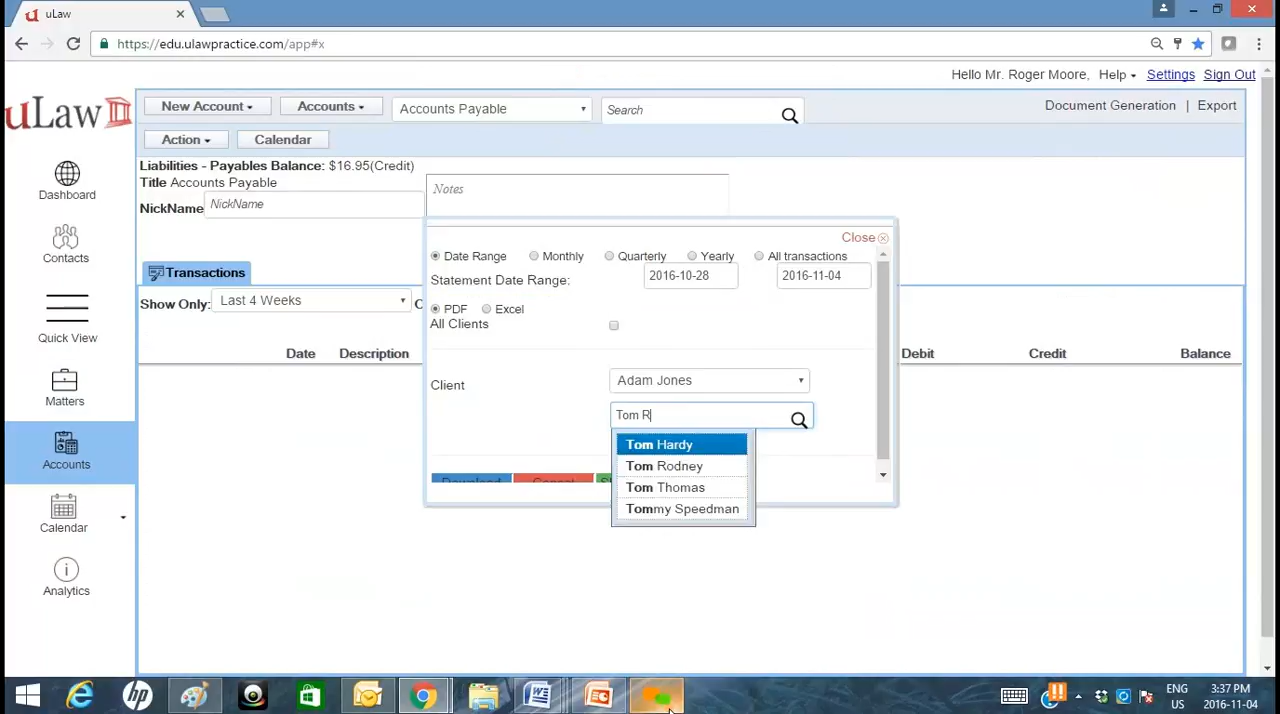 uLaw
https://edu.ulawpractice.com/app#x
Hello Mr. Roger Moore, Help Settings Sign Out
uLaw
New Account Accounts Accounts Payable Search Document Generation | Export
Action Calendar
Liabilities - Payables Balance: $16.95(Credit)
Title Accounts Payable
Notes
NickName NickName
Dashboard
Contacts
Quick View
Matters
Accounts
Calendar
Analytics
Transactions
Show Only: Last 4 Weeks
Date Description Debit Credit Balance
Close
Date Range Monthly Quarterly Yearly All transactions
Statement Date Range: 2016-10-28 2016-11-04
PDF Excel
All Clients
Client Adam Jones
Tom R
Tom Hardy
Tom Rodney
Tom Thomas
Tommy Speedman
Download Cancel
hp
ENG 3:37 PM
US 2016-11-04